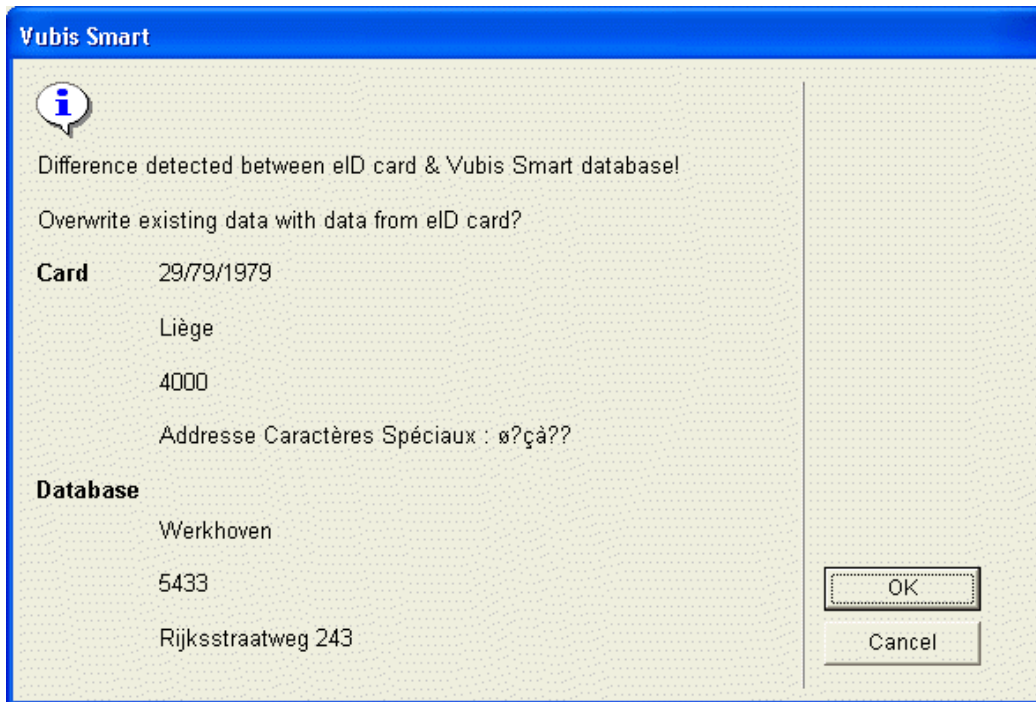 Vubis Smart
Difference detected between eID card & Vubis Smart database!
Overwrite existing data with data from eID card?
Card 29/79/1979
Liège
4000
Addresse Caractères Spéciaux : ø?çà??
Database
Werkhoven
5433
Rijksstraatweg 243
OK
Cancel